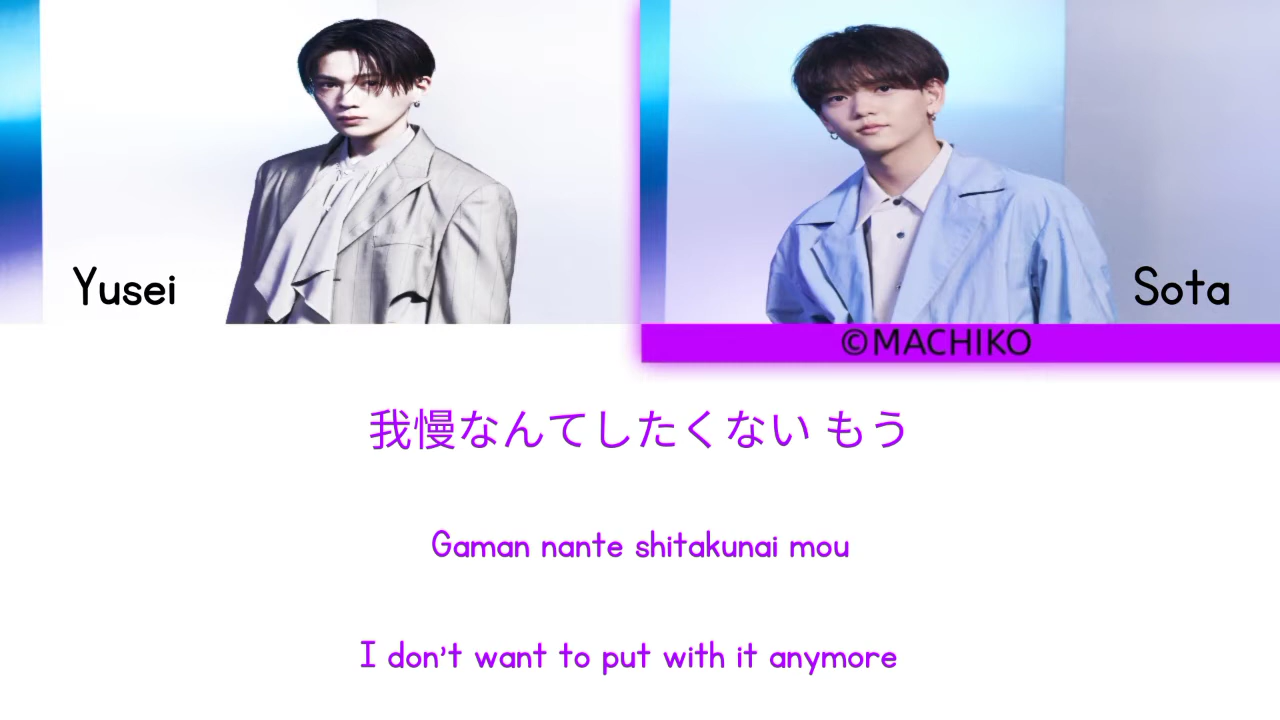 Yusei
Sota
©MACHIKO
我慢なんてしたくない もう
Gaman nante shitakunai mou
I don't want to put with it anymore